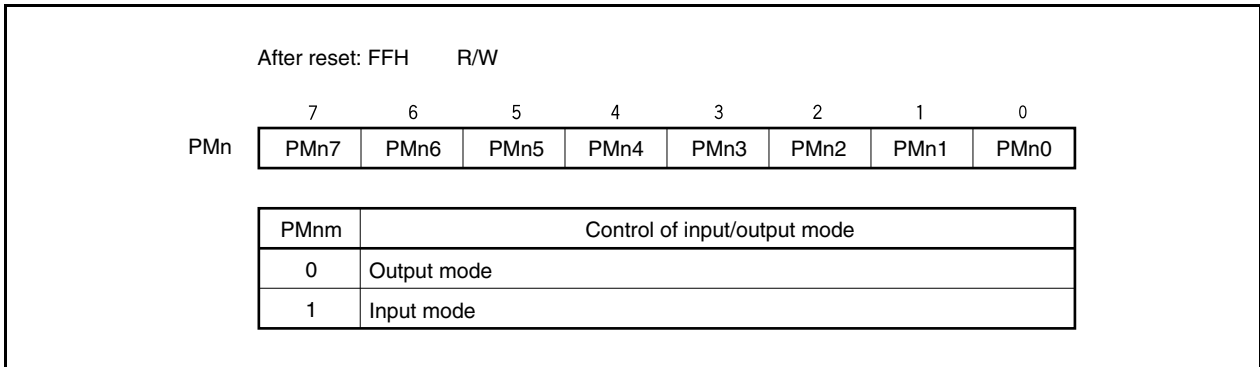 After reset: FFH R/W
7 6 5 4 3 2 1 0
PMn PMn7 PMn6 PMn5 PMn4 PMn3 PMn2 PMn1 PMn0
PMnm Control of input/output mode
0 Output mode
1 Input mode